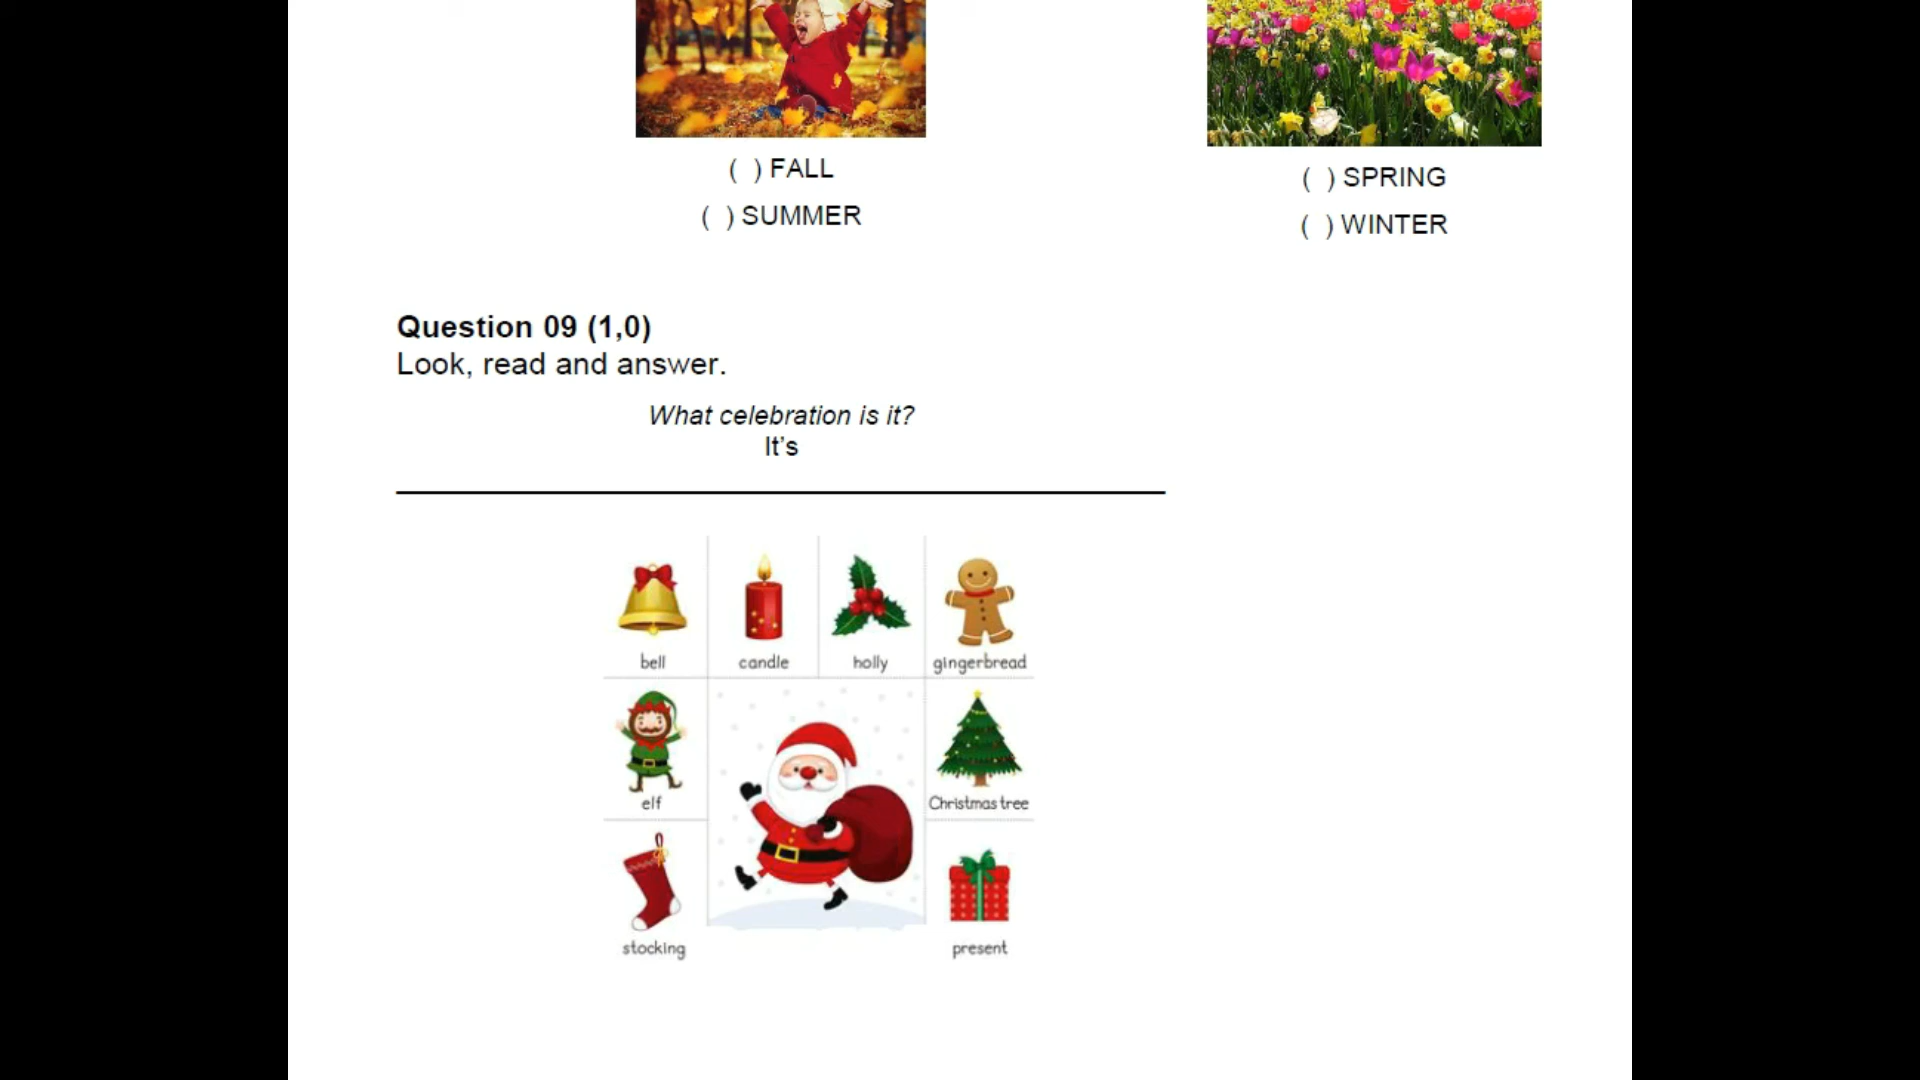 ( ) FALL
( ) SUMMER
( ) SPRING
( ) WINTER
Question 09 (1,0)
Look, read and answer.
What celebration is it?
It's
bell
candle
holly
gingerbread
elf
Christmas tree
stocking
present